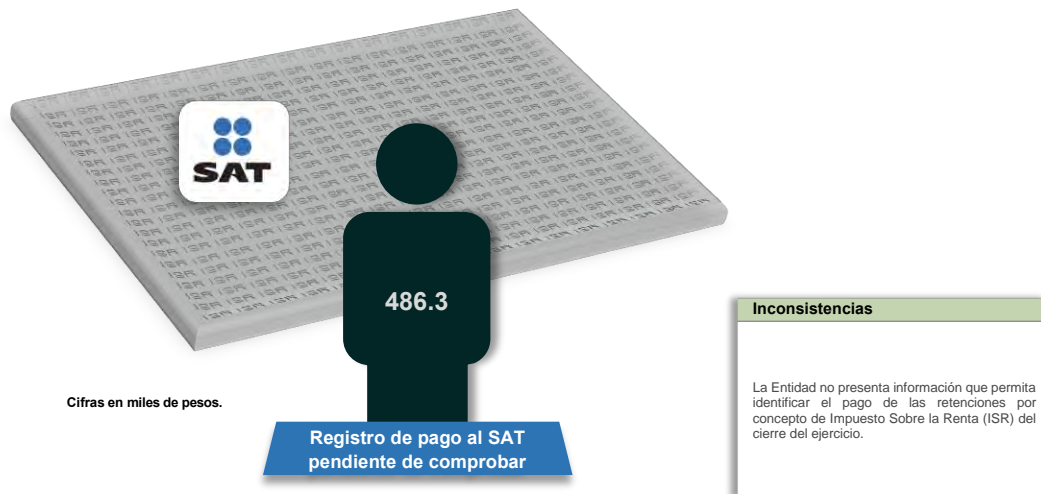 SAT
486.3
Cifras en miles de pesos.
Registro de pago al SAT
pendiente de comprobar
Inconsistencias
La Entidad no presenta información que permita
identificar el pago de las retenciones por
concepto de Impuesto Sobre la Renta (ISR) del
cierre del ejercicio.